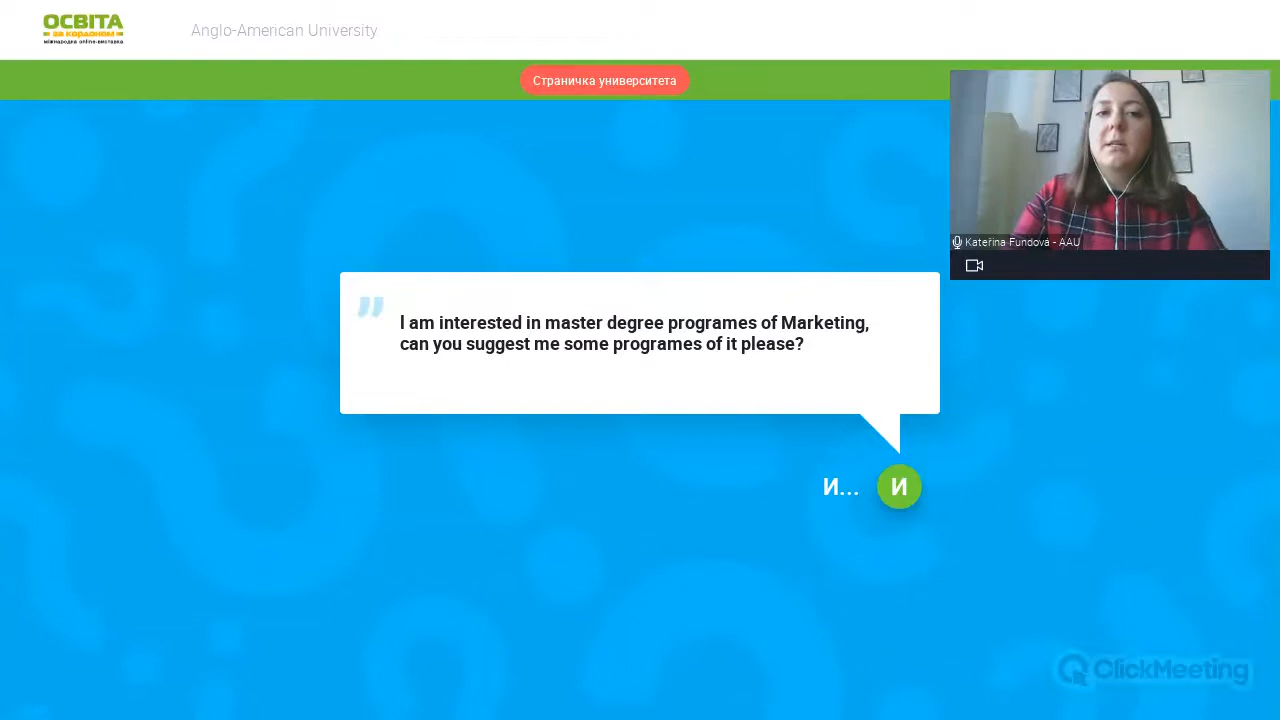 ОСВІТА
за кордоном
міжнародна online-виставка
Anglo-American University
Страничка университета
Kateřina Fundová - AAU
I am interested in master degree programes of Marketing,
can you suggest me some programes of it please?
И... И
ClickMeeting